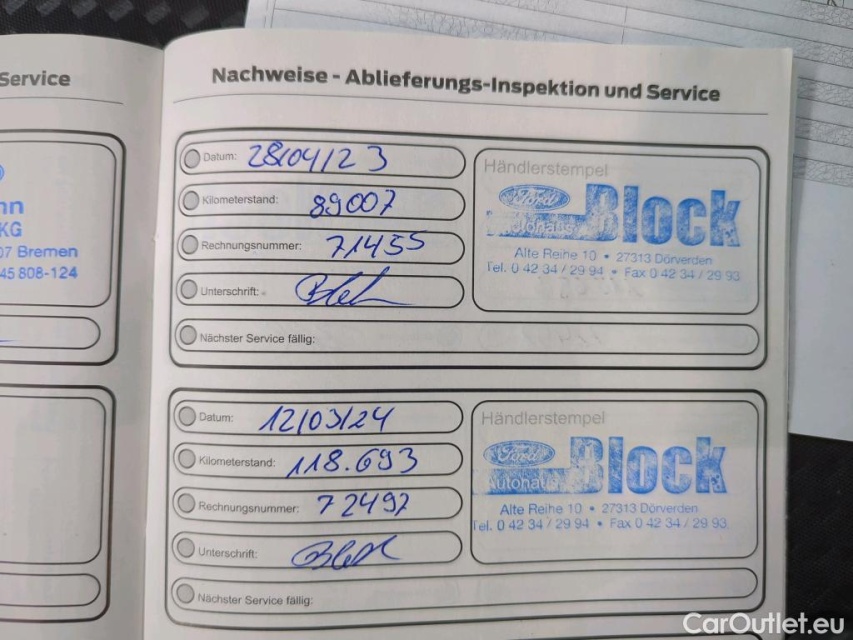 Service
nn
KG
07 Bremen
45 808-124
Nachweise - Ablieferungs-Inspektion und Service
Datum: 28/04/23
Kilometerstand: 89007
Rechnungsnummer: 71455
Unterschrift:
Nächster Service fällig:
Händlerstempel
Ford Block
Autohaus
Alte Reihe 10 • 27313 Dörverden
Tel. 0 42 34 / 29 94 • Fax 0 42 34 / 29 93
Datum: 12/03/24
Kilometerstand: 118.693
Rechnungsnummer: 72492
Unterschrift:
Nächster Service fällig:
Händlerstempel
Ford Block
Autohaus
Alte Reihe 10 • 27313 Dörverden
Tel. 0 42 34 / 29 94 • Fax 0 42 34 / 29 93
CarOutlet.eu